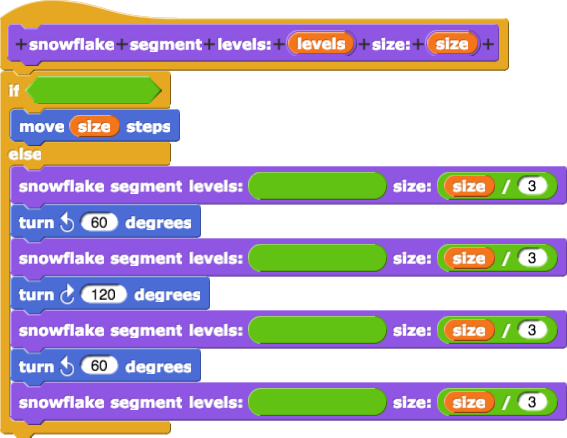 + snowflake + segment + levels: + levels + size: + size +
if
move size steps
else
snowflake segment levels: size: size / 3
turn 60 degrees
snowflake segment levels: size: size / 3
turn 120 degrees
snowflake segment levels: size: size / 3
turn 60 degrees
snowflake segment levels: size: size / 3